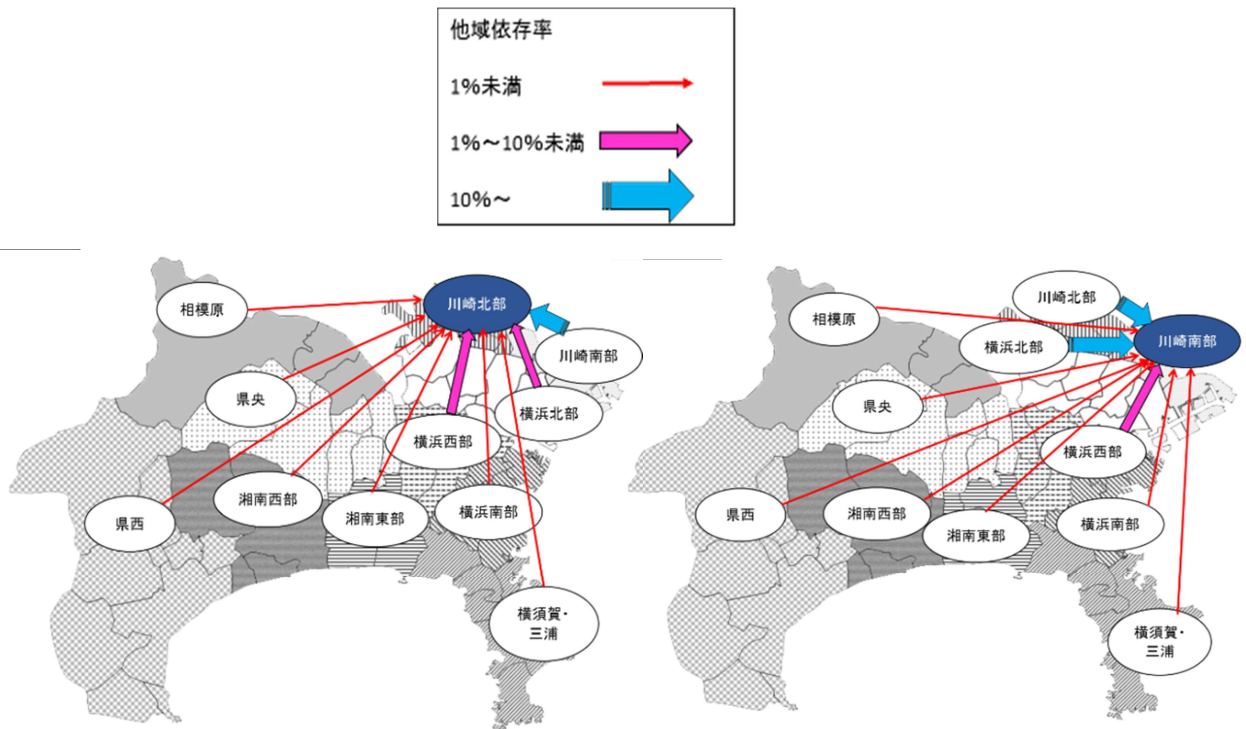 他域依存率
1%未満
1%～10%未満
10%～
相模原
川崎北部
川崎南部
県央
横浜北部
横浜西部
湘南西部
湘南東部
横浜南部
県西
横須賀・
三浦
川崎北部
相模原
横浜北部
川崎南部
県央
横浜西部
県西
湘南西部
湘南東部
横浜南部
横須賀・
三浦